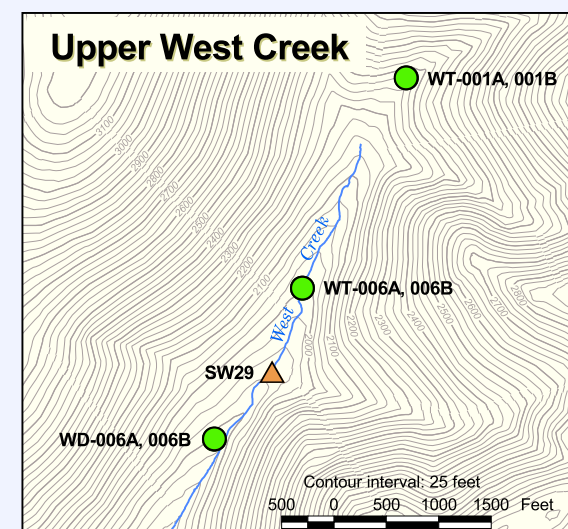 Upper West Creek
WT-001A, 001B
3100
3000
2900
2800
2700
2600
2500
2400
2300
2200
2100
Creek
WT-006A, 006B
West
2000
2100
2200
2300
2400
2500
2600
2700
2800
SW29
WD-006A, 006B
Contour interval: 25 feet
500 0 500 1000 1500 Feet